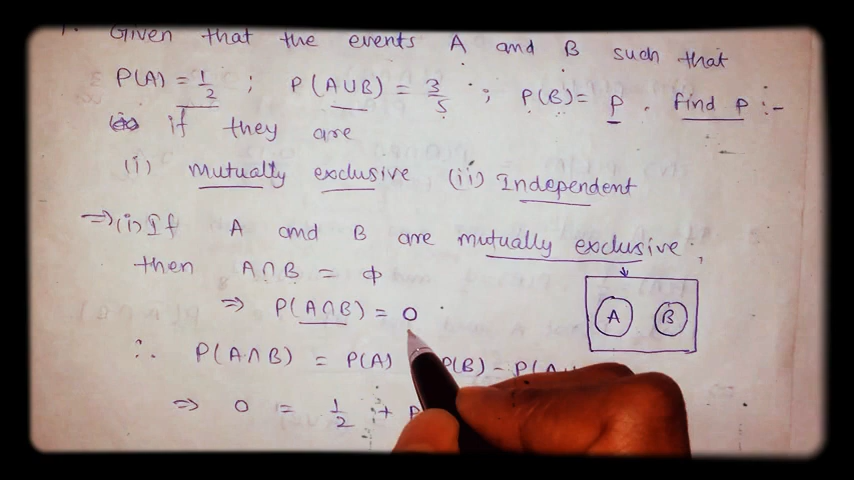 1. Given that the events A and B such that
P(A) = 1/2 ; P(A∪B) = 3/5 ; P(B) = p . find p :-
if they are
(i) mutually exclusive , (ii) Independent
⇒ (i) If A and B are mutually exclusive ;
then A∩B = ϕ
⇒ P(A∩B) = 0
A B
∴ P(A∩B) = P(A) P(B) - P(A
⇒ 0 = 1/2 +